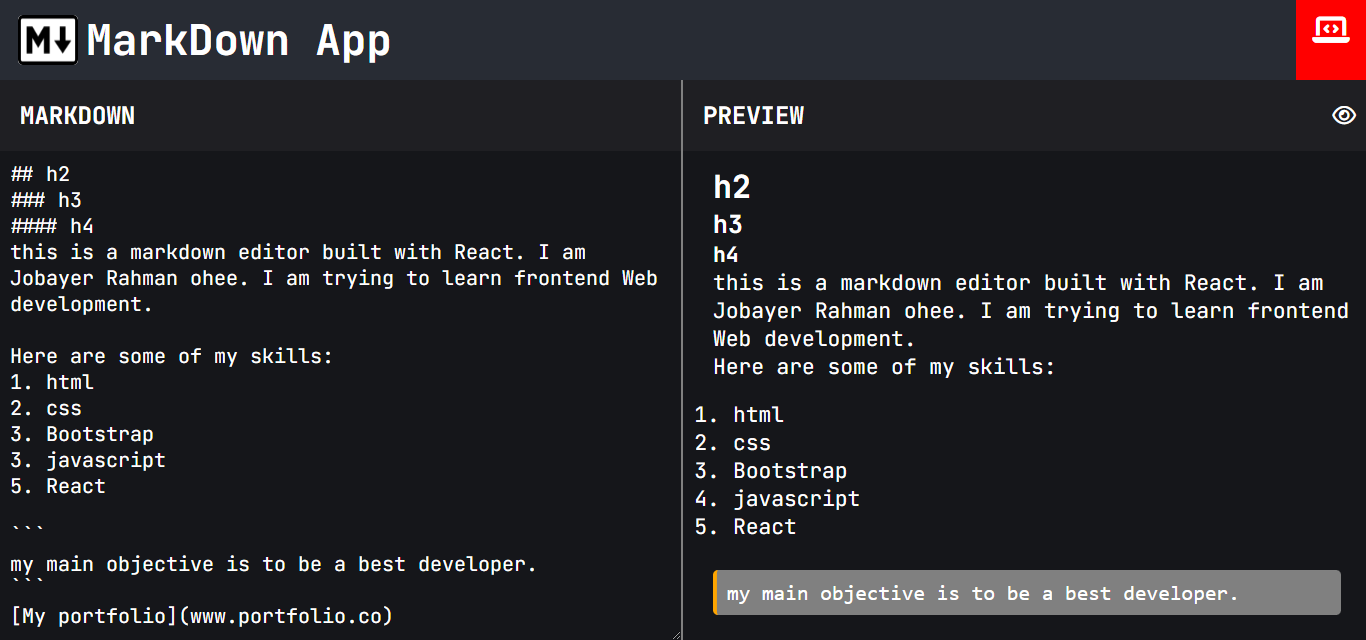 M MarkDown App
MARKDOWN
## h2
### h3
#### h4
this is a markdown editor built with React. I am
Jobayer Rahman ohee. I am trying to learn frontend Web
development.
Here are some of my skills:
1. html
2. css
3. Bootstrap
3. javascript
5. React
```
my main objective is to be a best developer.
```
[My portfolio](www.portfolio.co)
PREVIEW
h2
h3
h4
this is a markdown editor built with React. I am
Jobayer Rahman ohee. I am trying to learn frontend
Web development.
Here are some of my skills:
1. html
2. css
3. Bootstrap
4. javascript
5. React
my main objective is to be a best developer.